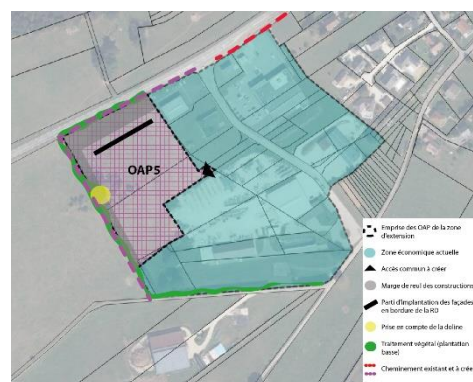 OAP5
Emprise des OAP de la zone
d'extension
Zone économique actuelle
Accès commun à créer
Marge de reul des constructions
Parti d'implantation des façades
en bordure de la RD
Prise en compte de la doline
Traitement végétal (plantation
basse)
Cheminement existant et à crée